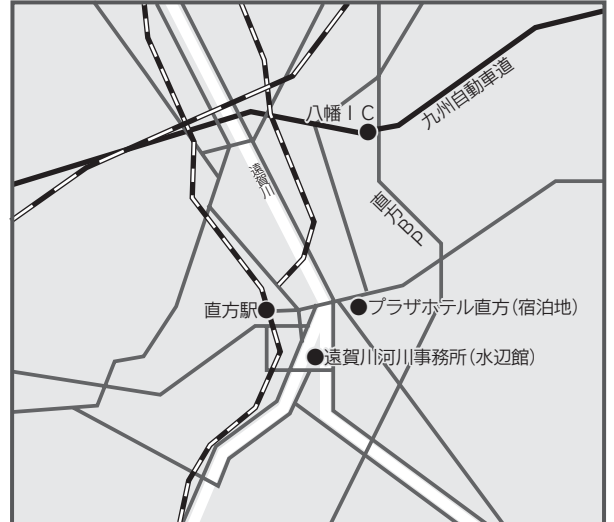 八幡ＩＣ
九州自動車道
遠賀川
直方BP
直方駅
プラザホテル直方（宿泊地）
遠賀川河川事務所（水辺館）